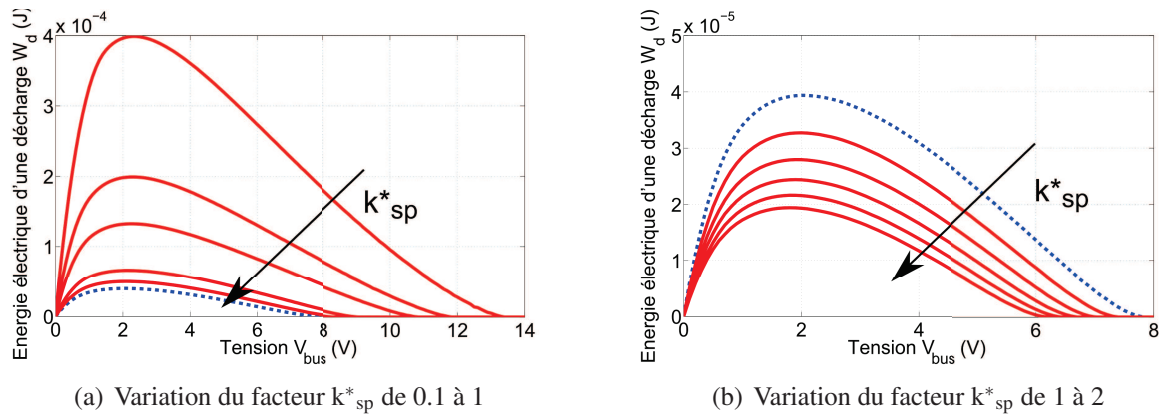 Energie électrique d'une décharge W_d (J)
4 x 10^-4
3
2
1
0
0 2 4 6 8 10 12 14
k*_sp
Tension V_bus (V)
(a) Variation du facteur k*_sp de 0.1 à 1
Energie électrique d'une décharge W_d (J)
5 x 10^-5
4
3
2
1
0
0 2 4 6 8
k*_sp
Tension V_bus (V)
(b) Variation du facteur k*_sp de 1 à 2